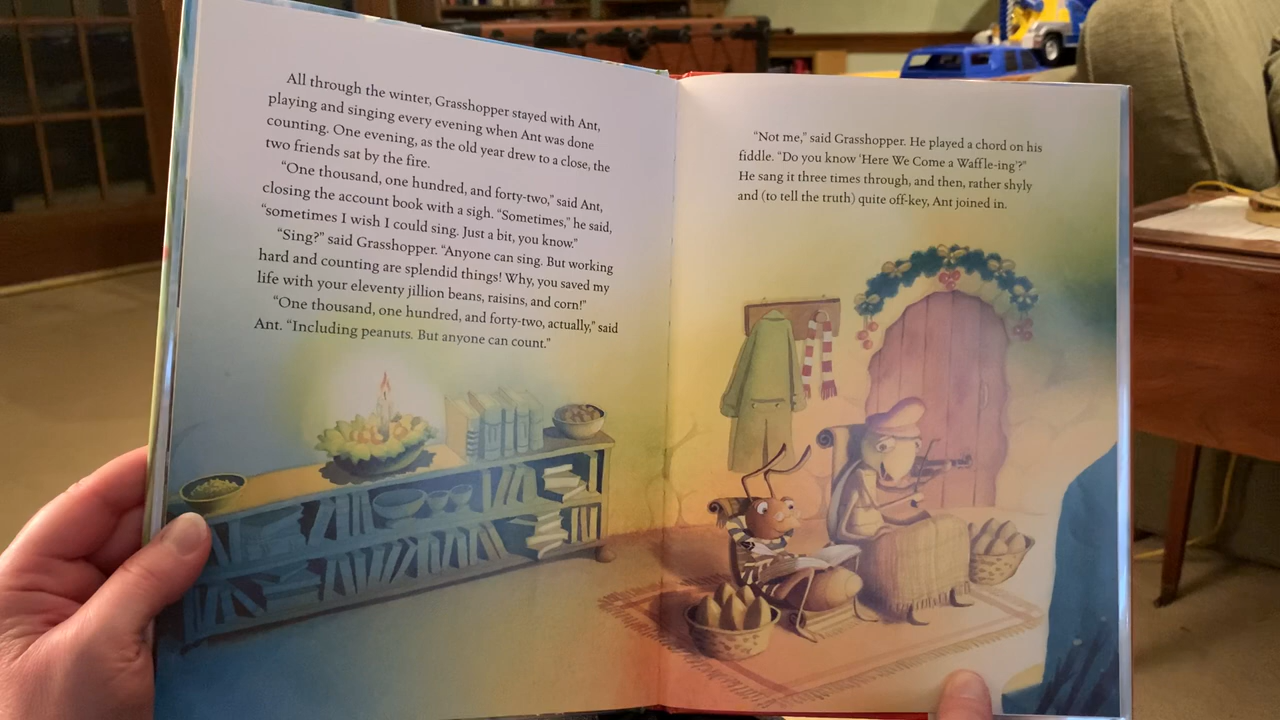 All through the winter, Grasshopper stayed with Ant,
playing and singing every evening when Ant was done
counting. One evening, as the old year drew to a close, the
two friends sat by the fire.
“One thousand, one hundred, and forty-two,” said Ant,
closing the account book with a sigh. “Sometimes,” he said,
“sometimes I wish I could sing. Just a bit, you know.”
“Sing?” said Grasshopper. “Anyone can sing. But working
hard and counting are splendid things! Why, you saved my
life with your eleventy jillion beans, raisins, and corn!”
“One thousand, one hundred, and forty-two, actually,” said
Ant. “Including peanuts. But anyone can count.”
“Not me,” said Grasshopper. He played a chord on his
fiddle. “Do you know ‘Here We Come a Waffle-ing’?”
He sang it three times through, and then, rather shyly
and (to tell the truth) quite off-key, Ant joined in.